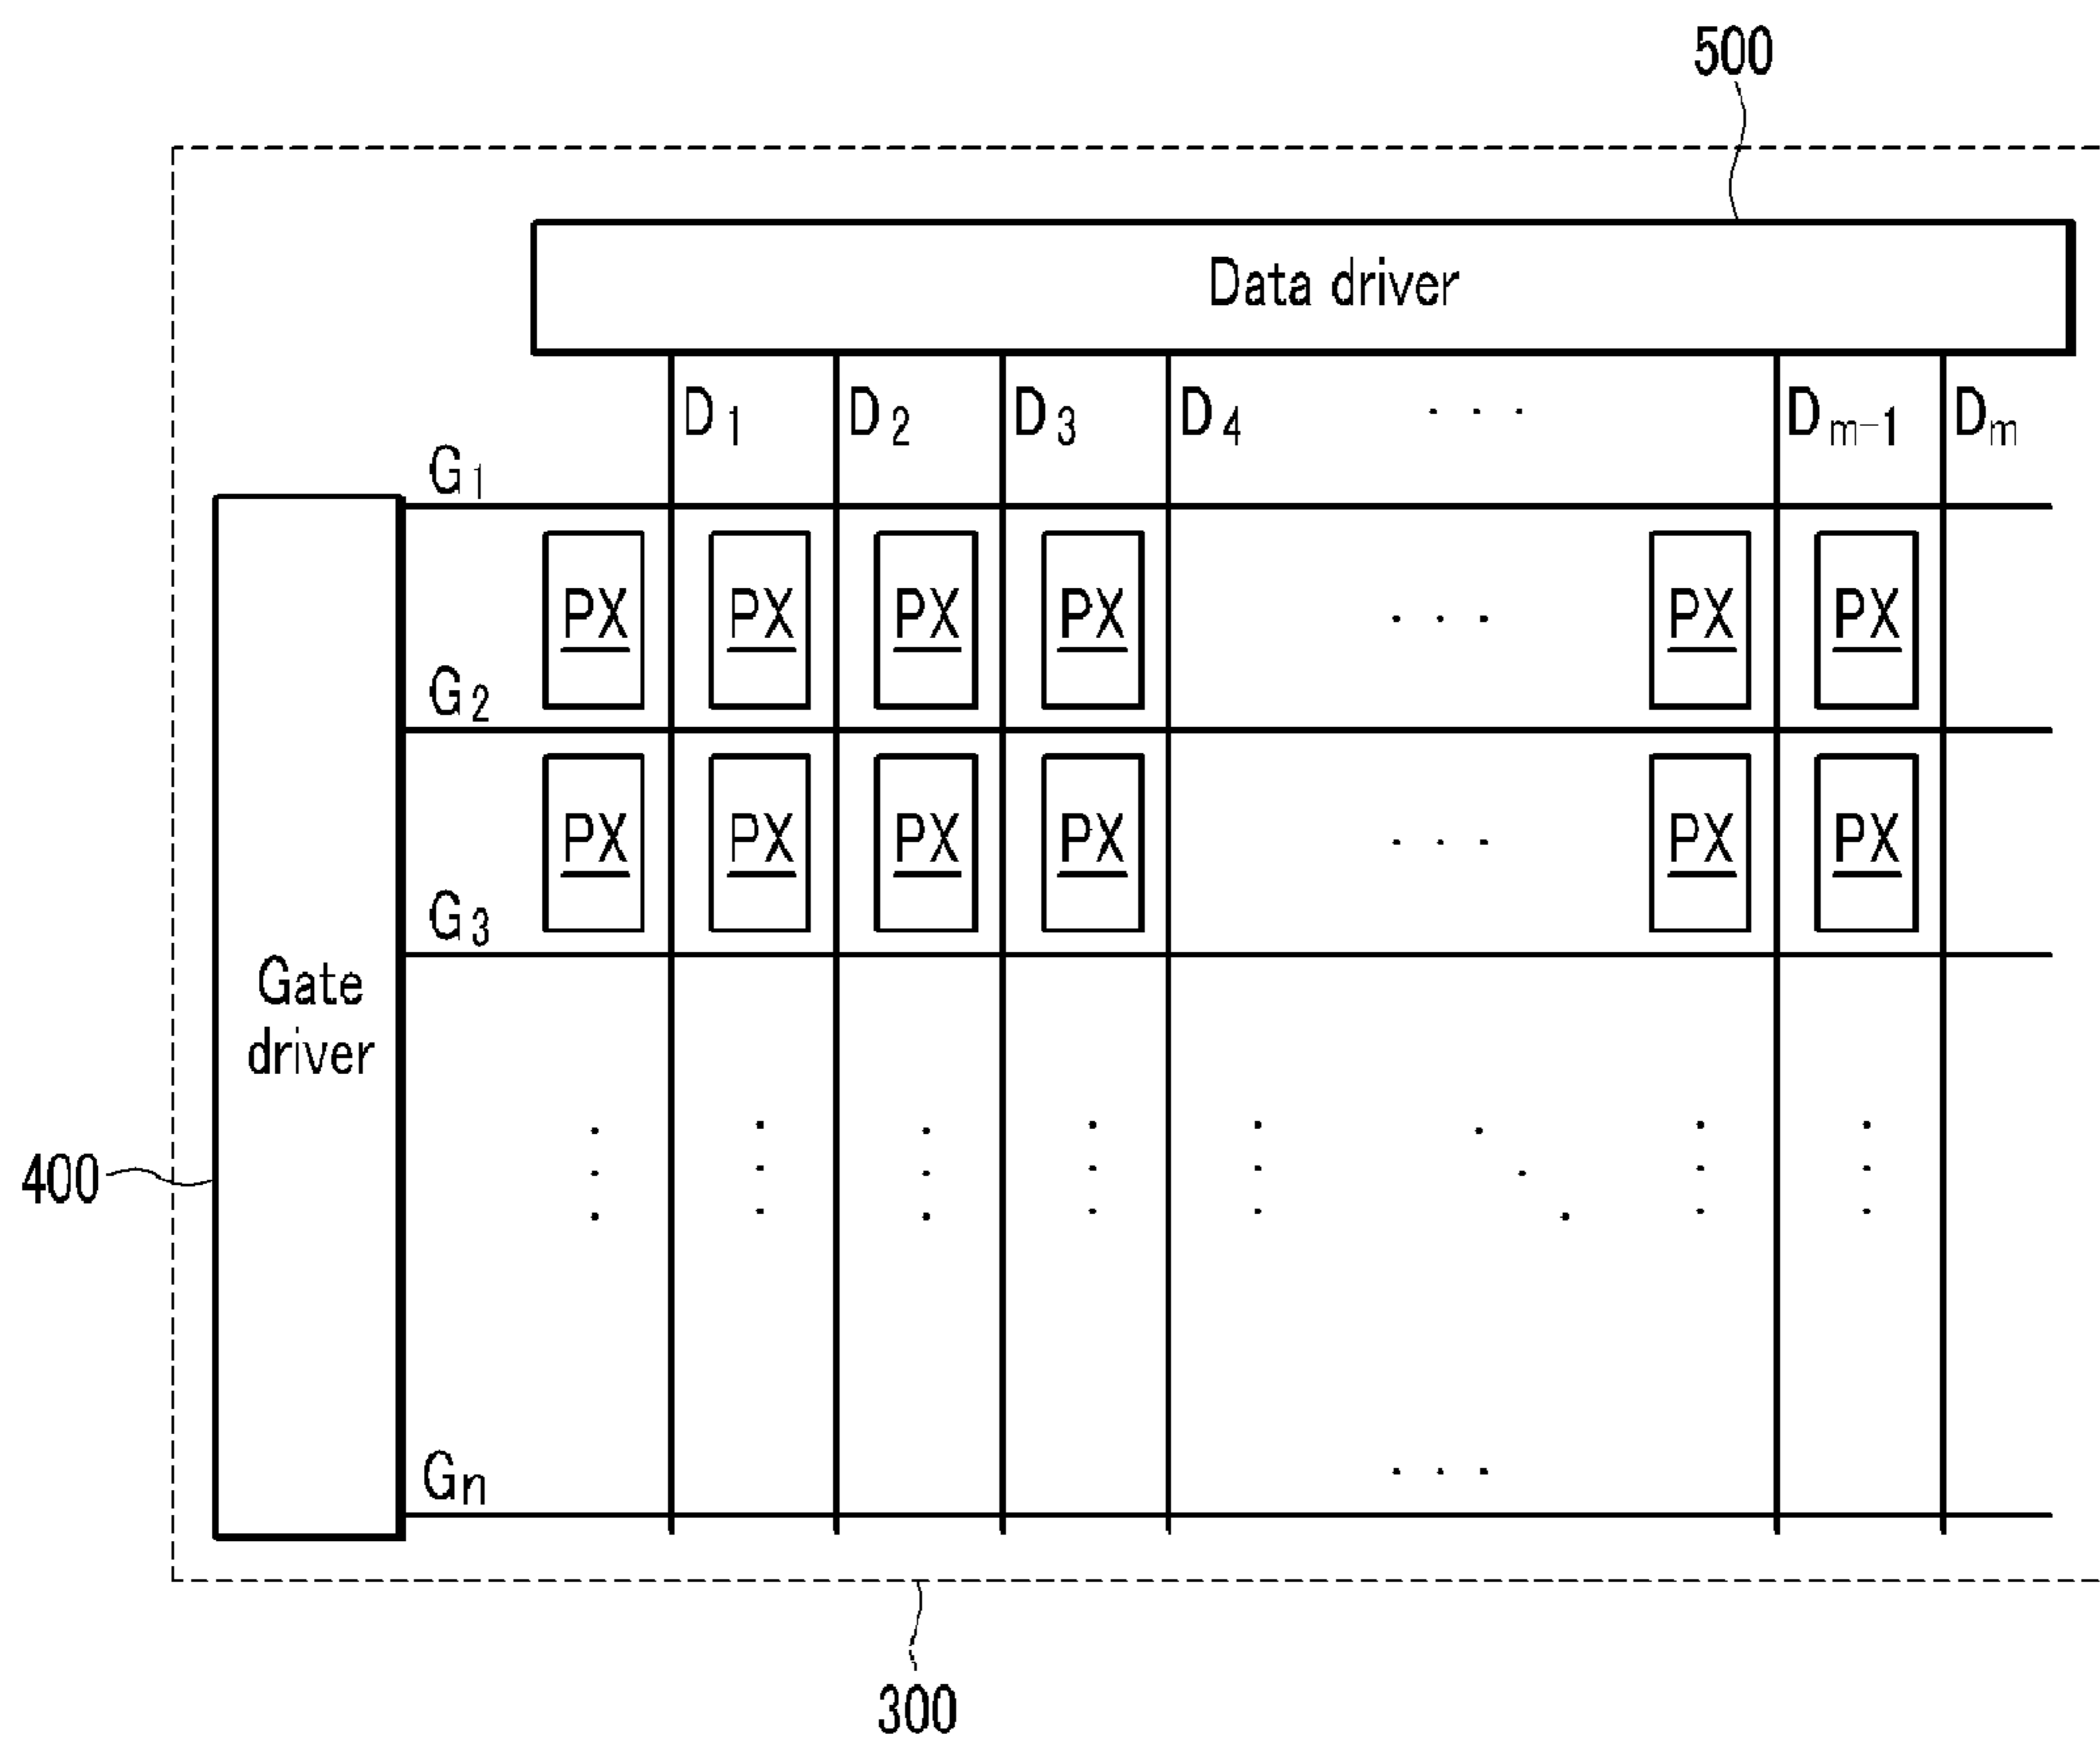 500
Data driver
D1 D2 D3 D4 . . . Dm-1 Dm
G1
PX PX PX PX . . . PX PX
G2
PX PX PX PX . . . PX PX
G3
Gate
driver
400
Gn . . .
300